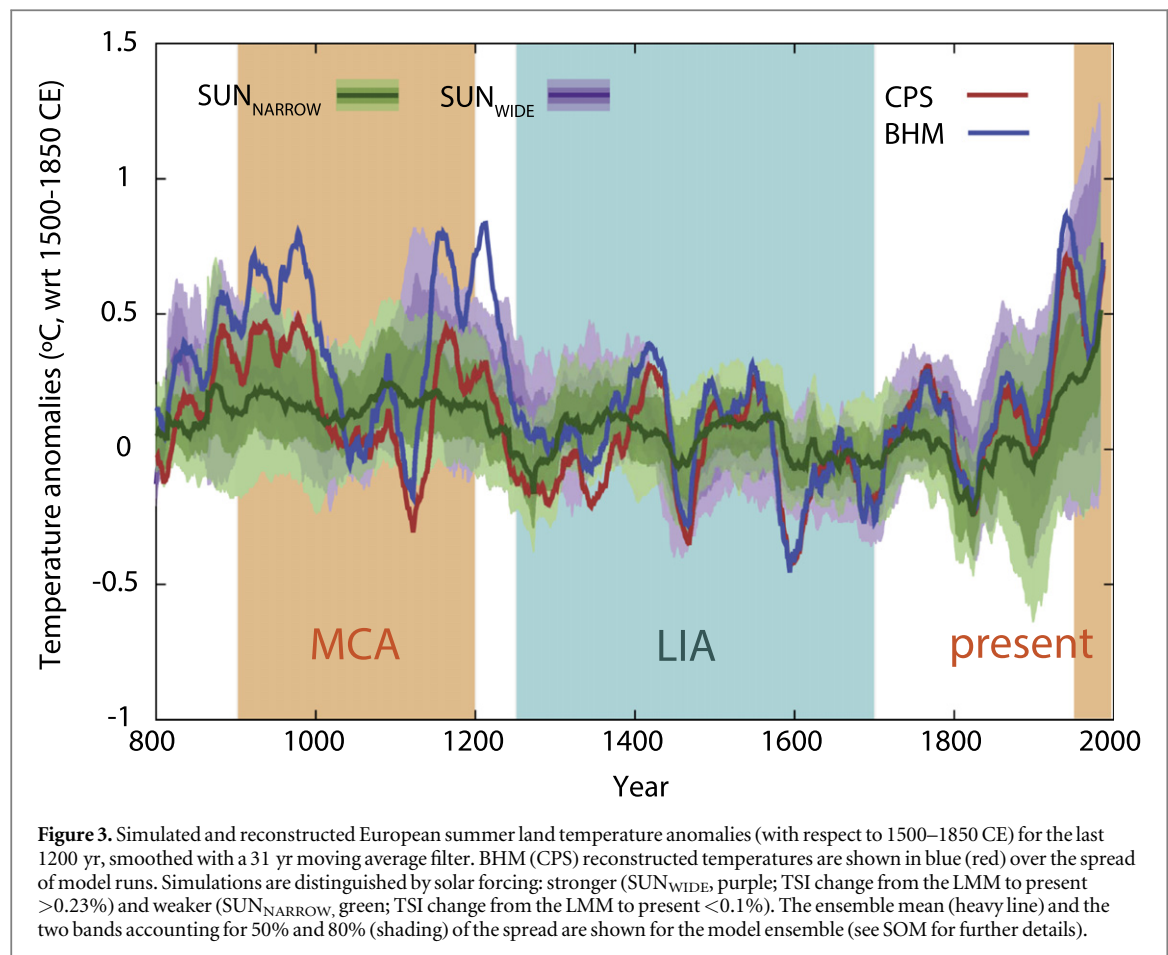 1.5
1
0.5
0
-0.5
-1
Temperature anomalies (ºC, wrt 1500-1850 CE)
SUN_NARROW SUN_WIDE CPS
BHM
MCA LIA present
800 1000 1200 1400 1600 1800 2000
Year
Figure 3. Simulated and reconstructed European summer land temperature anomalies (with respect to 1500–1850 CE) for the last
1200 yr, smoothed with a 31 yr moving average filter. BHM (CPS) reconstructed temperatures are shown in blue (red) over the spread
of model runs. Simulations are distinguished by solar forcing: stronger (SUN_WIDE, purple; TSI change from the LMM to present
>0.23%) and weaker (SUN_NARROW, green; TSI change from the LMM to present <0.1%). The ensemble mean (heavy line) and the
two bands accounting for 50% and 80% (shading) of the spread are shown for the model ensemble (see SOM for further details).